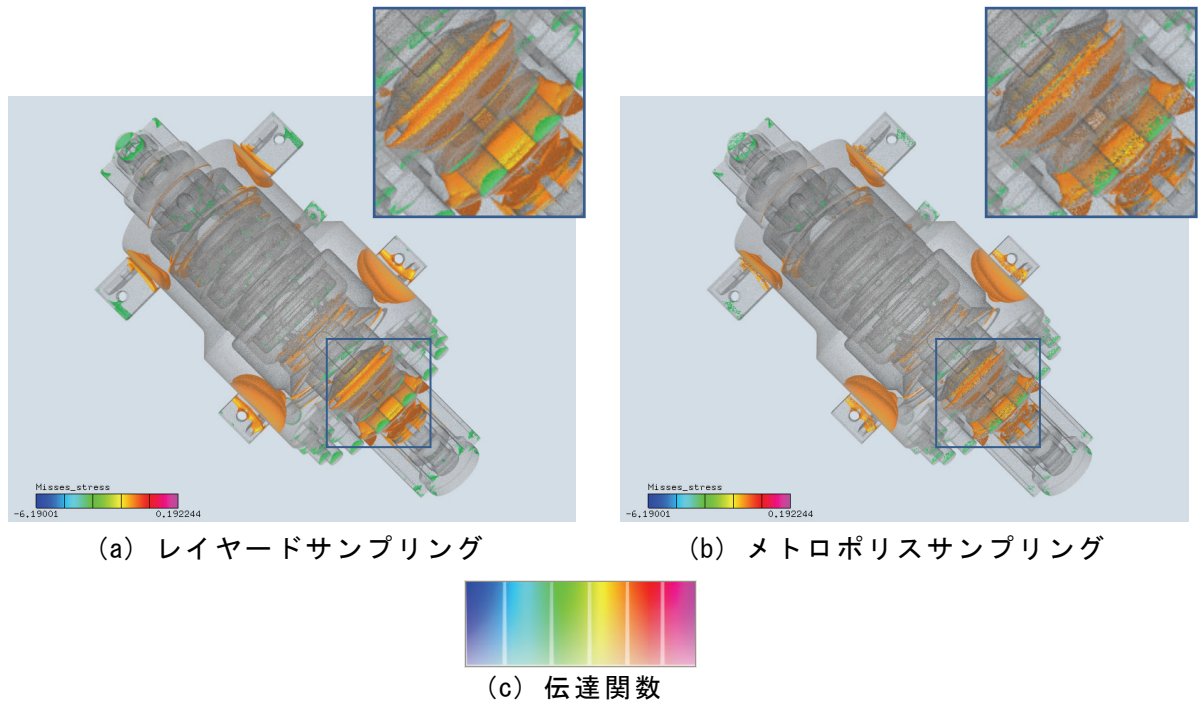 Misses_stress
-6.19001 0.192244
Misses_stress
-6.19001 0.192244
(a) レイヤードサンプリング
(b) メトロポリスサンプリング
(c) 伝達関数